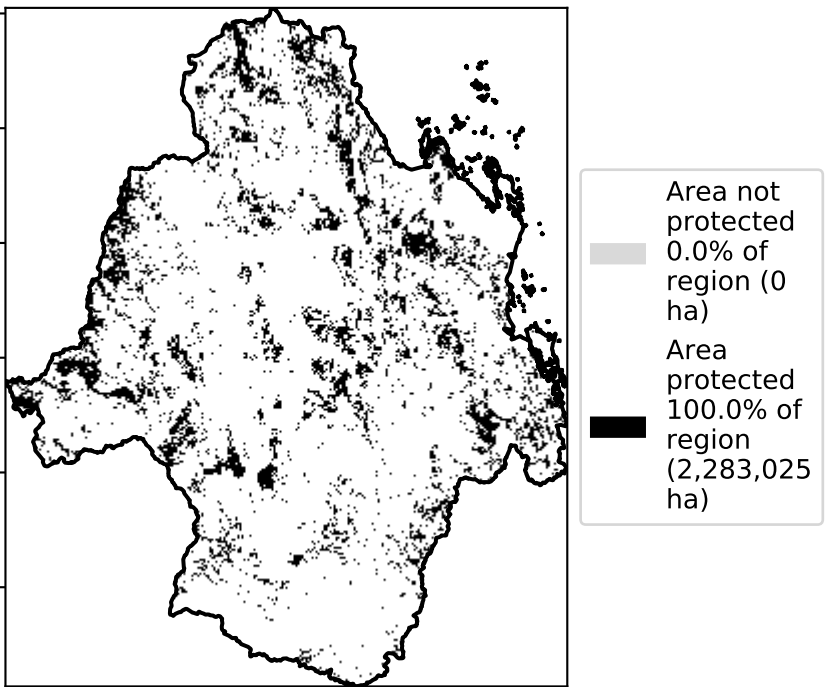 Area not
protected
0.0% of
region (0
ha)
Area
protected
100.0% of
region
(2,283,025
ha)